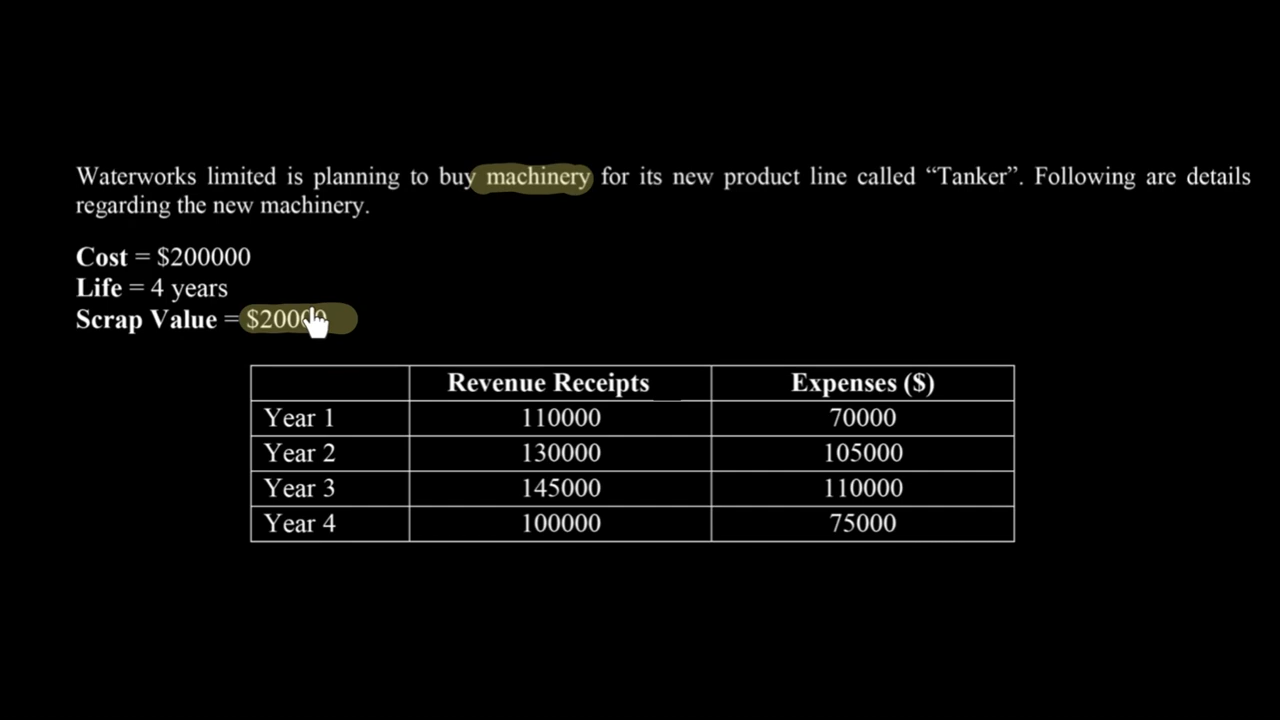 Waterworks limited is planning to buy machinery for its new product line called “Tanker”. Following are details
regarding the new machinery.
Cost = $200000
Life = 4 years
Scrap Value = $20000
Revenue Receipts Expenses ($)
Year 1 110000 70000
Year 2 130000 105000
Year 3 145000 110000
Year 4 100000 75000